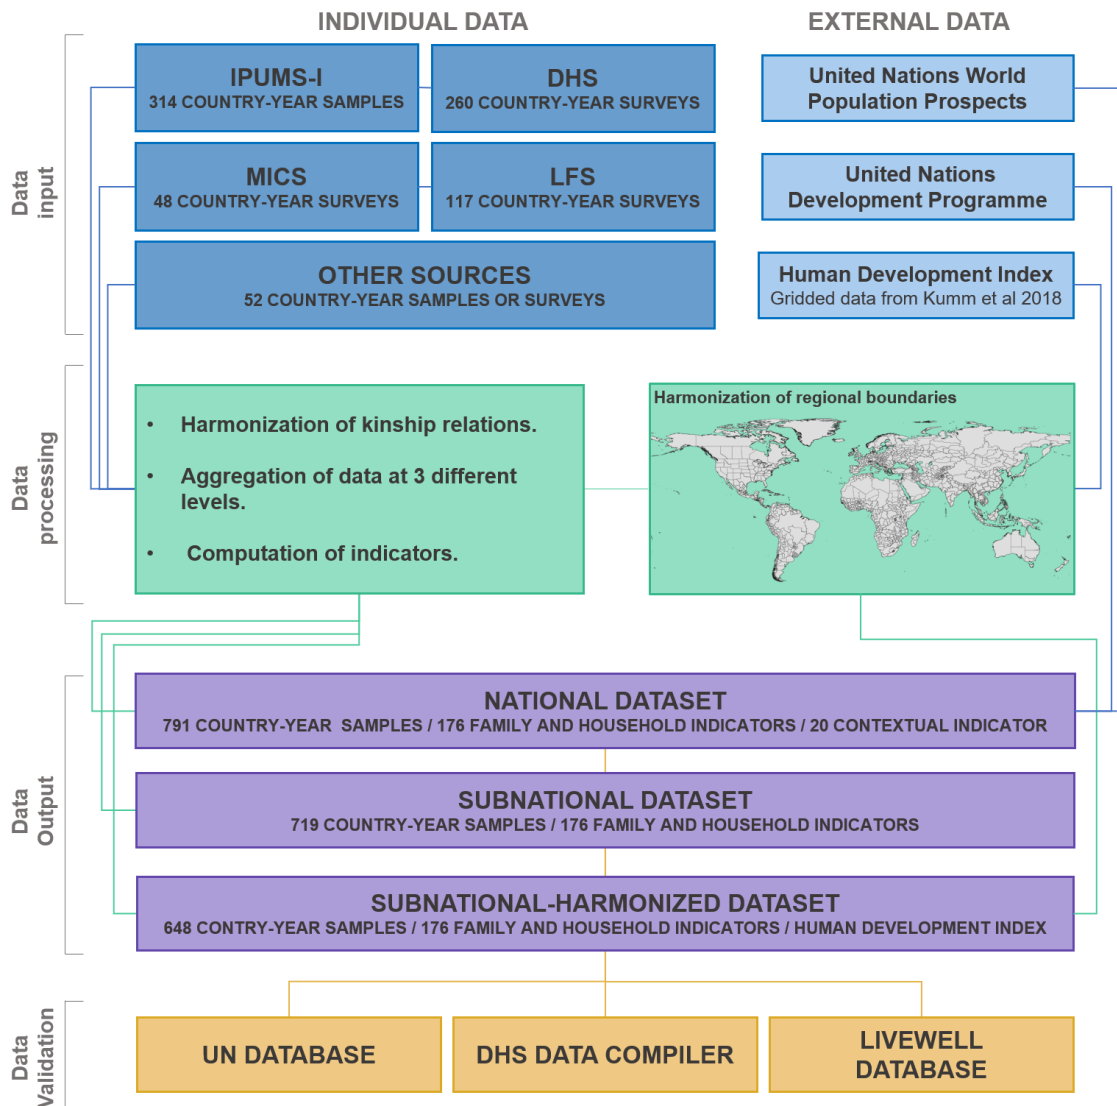 INDIVIDUAL DATA
EXTERNAL DATA
Data
input
IPUMS-I
314 COUNTRY-YEAR SAMPLES
DHS
260 COUNTRY-YEAR SURVEYS
United Nations World
Population Prospects
MICS
48 COUNTRY-YEAR SURVEYS
LFS
117 COUNTRY-YEAR SURVEYS
United Nations
Development Programme
OTHER SOURCES
52 COUNTRY-YEAR SAMPLES OR SURVEYS
Human Development Index
Gridded data from Kumm et al 2018
Data
processing
• Harmonization of kinship relations.
• Aggregation of data at 3 different
levels.
• Computation of indicators.
Harmonization of regional boundaries
Data
Output
NATIONAL DATASET
791 COUNTRY-YEAR SAMPLES / 176 FAMILY AND HOUSEHOLD INDICATORS / 20 CONTEXTUAL INDICATOR
SUBNATIONAL DATASET
719 COUNTRY-YEAR SAMPLES / 176 FAMILY AND HOUSEHOLD INDICATORS
SUBNATIONAL-HARMONIZED DATASET
648 CONTRY-YEAR SAMPLES / 176 FAMILY AND HOUSEHOLD INDICATORS / HUMAN DEVELOPMENT INDEX
Data
Validation
UN DATABASE
DHS DATA COMPILER
LIVEWELL
DATABASE